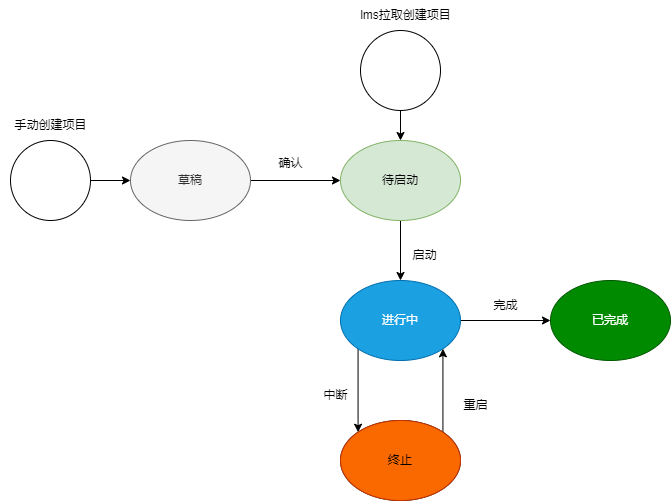 lms拉取创建项目
手动创建项目
草稿
确认
待启动
启动
进行中
完成
已完成
中断
重启
终止